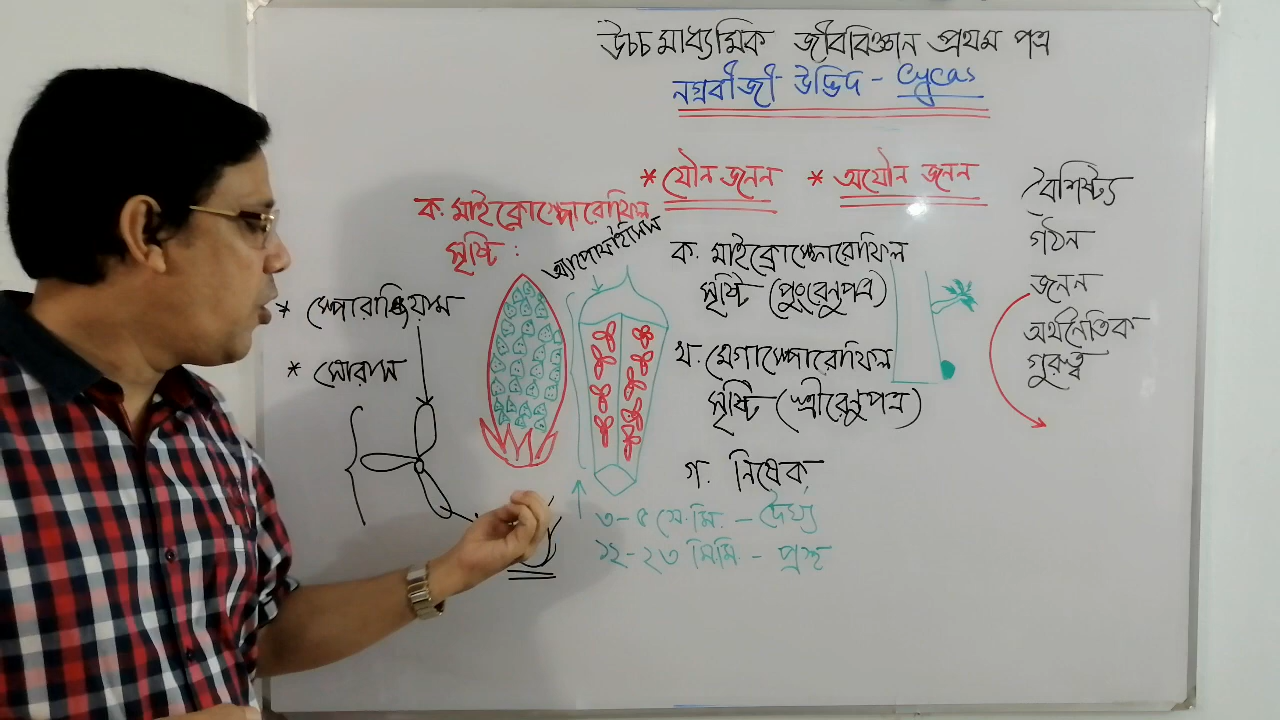 উচ্চ মাধ্যমিক জীববিজ্ঞান প্রথম পত্র
নগ্নবীজী উদ্ভিদ - Cycas
* যৌন জনন * অযৌন জনন
ক. মাইক্রোস্পোরোফিল
সৃষ্টি :
অ্যাপোফাইসিস
* স্পোরাঞ্জিয়াম
* সোরাস
ক. মাইক্রোস্পোরোফিল
সৃষ্টি (পুংরেনুপত্র)
খ. মেগাস্পোরোফিল
সৃষ্টি (স্ত্রীরেনুপত্র)
গ. নিষেক
৩-৫ সে.মি. - দৈর্ঘ্য
১২-২৩ মিমি. - প্রস্থ
বৈশিষ্ট্য
গঠন
জনন
অর্থনৈতিক
গুরুত্ব